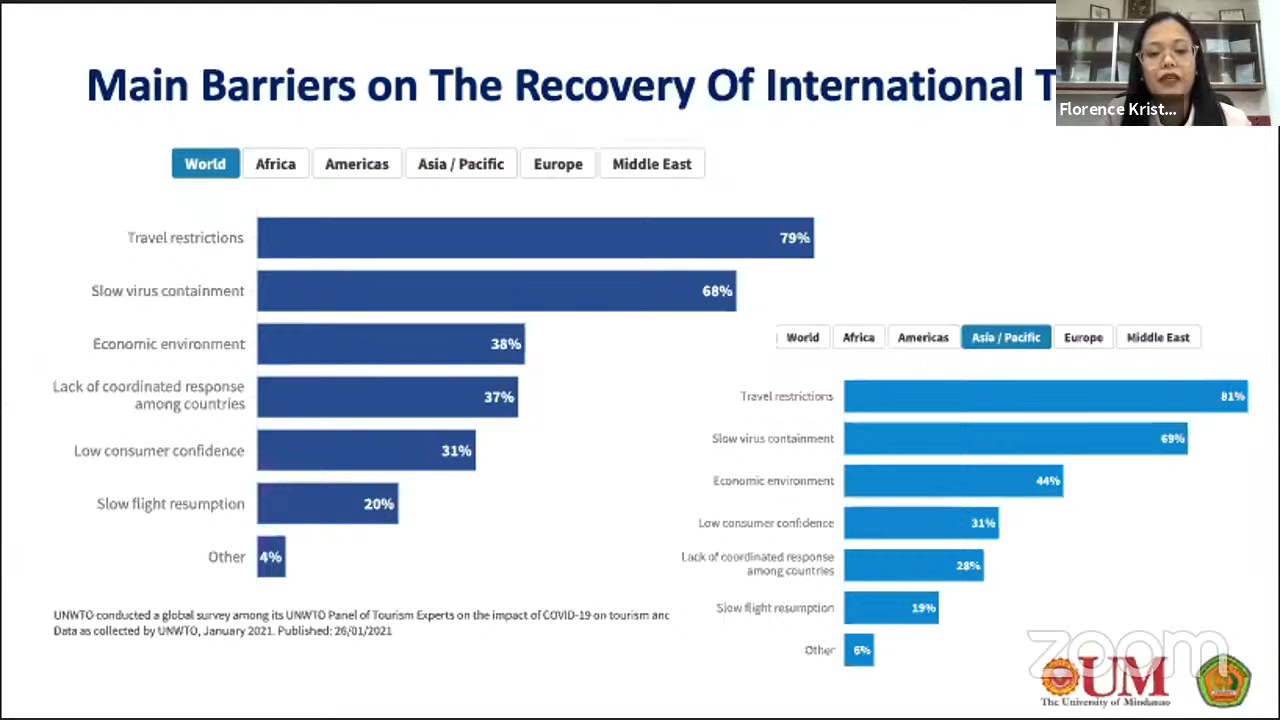 Main Barriers on The Recovery Of International T
Florence Krist...
World Africa Americas Asia / Pacific Europe Middle East
Travel restrictions 79%
Slow virus containment 68%
Economic environment 38%
Lack of coordinated response
among countries 37%
Low consumer confidence 31%
Slow flight resumption 20%
Other 4%
UNWTO conducted a global survey among its UNWTO Panel of Tourism Experts on the impact of COVID-19 on tourism and
Data as collected by UNWTO, January 2021. Published: 26/01/2021
World Africa Americas Asia / Pacific Europe Middle East
Travel restrictions 81%
Slow virus containment 69%
Economic environment 44%
Low consumer confidence 31%
Lack of coordinated response
among countries 28%
Slow flight resumption 19%
Other 6%
zoom
UM
The University of Mindanao